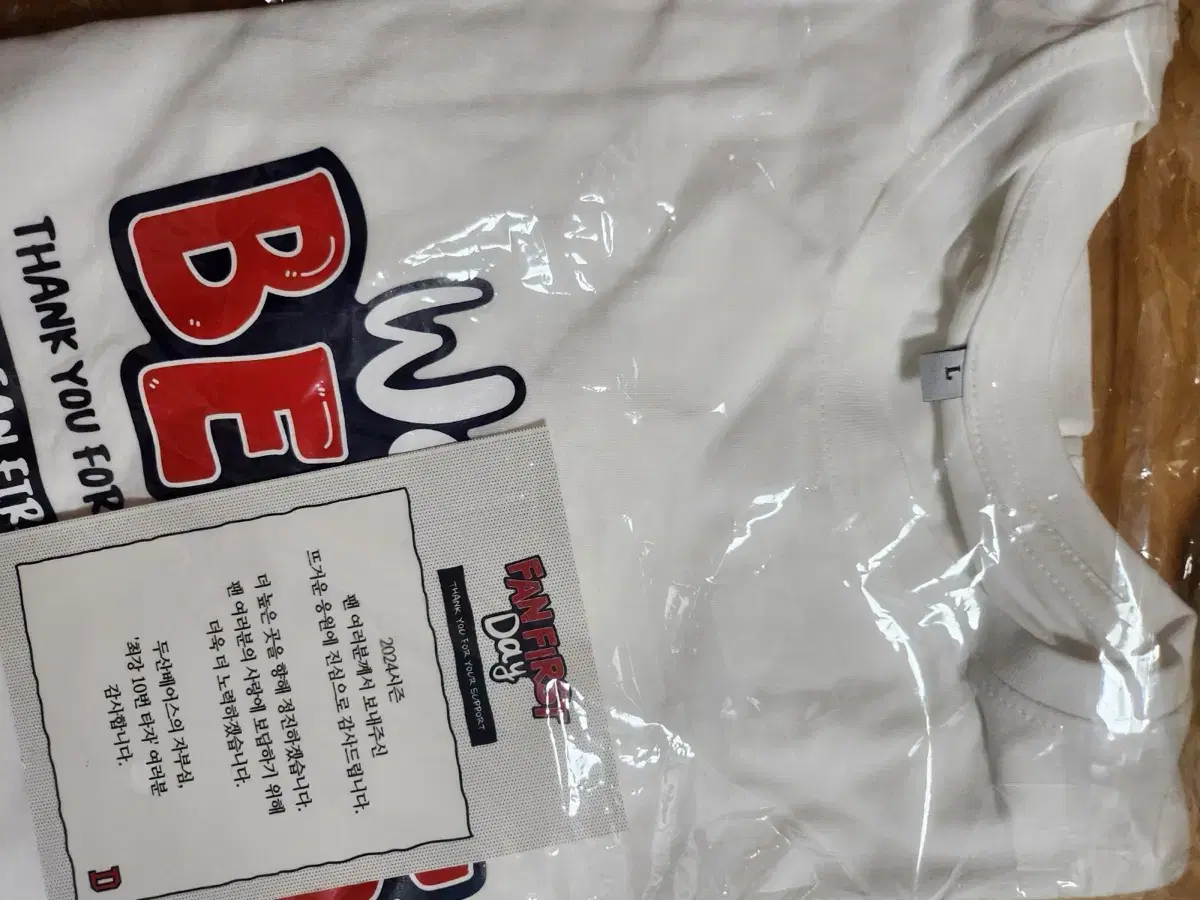 L
W
BE
THANK YOU FOR
FANFIRST
Day
THANK YOU FOR YOUR SUPPORT
2024시즌
팬 여러분께서 보내주신
뜨거운 응원에 진심으로 감사드립니다.
더 높은 곳을 향해 정진하겠습니다.
팬 여러분의 사랑에 보답하기 위해
더욱 더 노력하겠습니다.
두산베어스의 자부심,
'최강 10번 타자' 여러분
감사합니다.
D